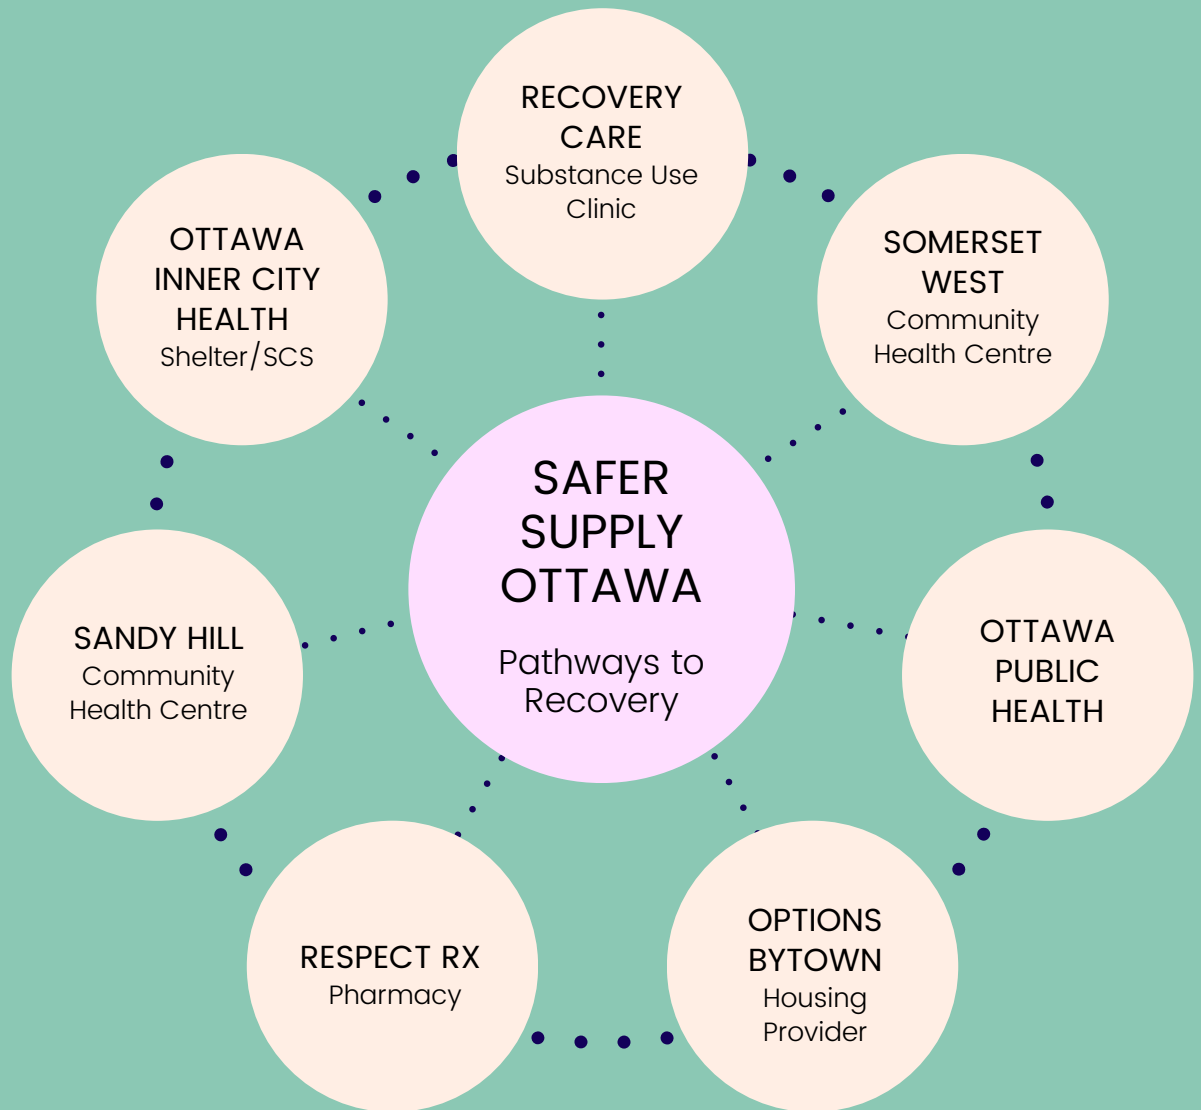 RECOVERY
CARE
Substance Use
Clinic
OTTAWA
INNER CITY
HEALTH
Shelter/SCS
SOMERSET
WEST
Community
Health Centre
SAFER
SUPPLY
OTTAWA
Pathways to
Recovery
SANDY HILL
Community
Health Centre
OTTAWA
PUBLIC
HEALTH
RESPECT RX
Pharmacy
OPTIONS
BYTOWN
Housing
Provider